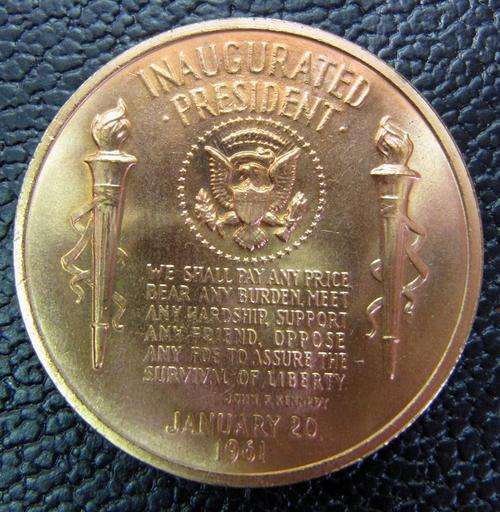 INAUGURATED
· PRESIDENT ·
WE SHALL PAY ANY PRICE,
BEAR ANY BURDEN, MEET
ANY HARDSHIP, SUPPORT
ANY FRIEND, OPPOSE
ANY FOE TO ASSURE THE
SURVIVAL OF LIBERTY
JOHN F. KENNEDY
JANUARY 20,
1961